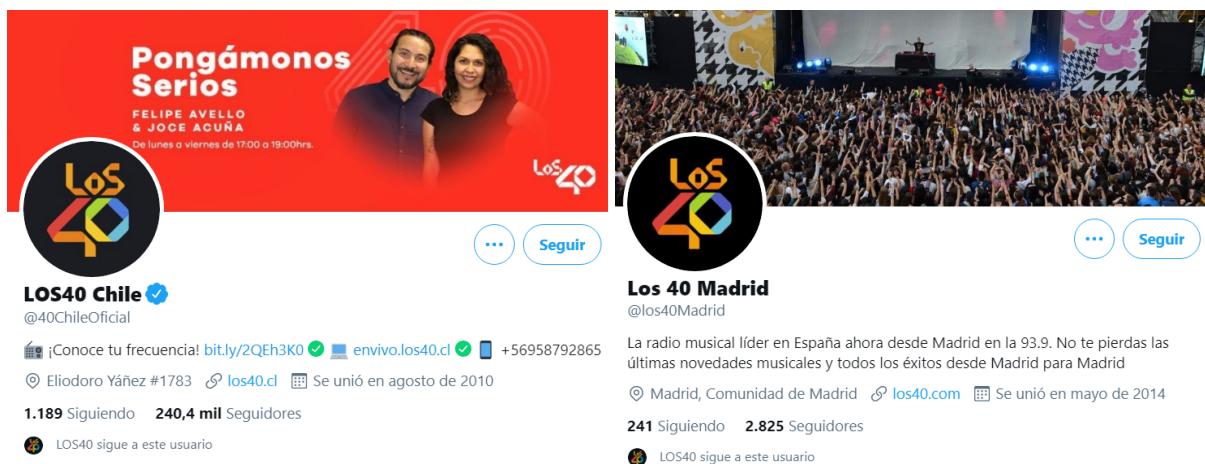 Pongámonos
Serios
FELIPE AVELLO
& JOCE ACUÑA
De lunes a viernes de 17:00 a 19:00hrs.
LOS40
LOS
40
Seguir
LOS40 Chile
@40ChileOficial
¡Conoce tu frecuencia! bit.ly/2QEh3K0 envivo.los40.cl +56958792865
Eliodoro Yáñez #1783 los40.cl Se unió en agosto de 2010
1.189 Siguiendo 240,4 mil Seguidores
LOS40 sigue a este usuario
LOS
40
Seguir
Los 40 Madrid
@los40Madrid
La radio musical líder en España ahora desde Madrid en la 93.9. No te pierdas las
últimas novedades musicales y todos los éxitos desde Madrid para Madrid
Madrid, Comunidad de Madrid los40.com Se unió en mayo de 2014
241 Siguiendo 2.825 Seguidores
LOS40 sigue a este usuario